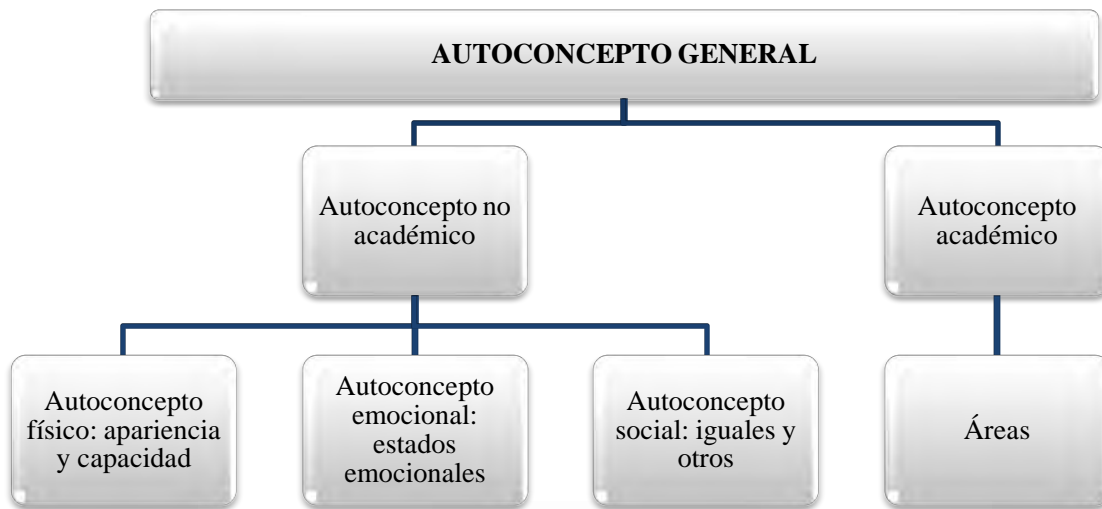 AUTOCONCEPTO GENERAL
Autoconcepto no
académico
Autoconcepto
académico
Autoconcepto
físico: apariencia
y capacidad
Autoconcepto
emocional:
estados
emocionales
Autoconcepto
social: iguales y
otros
Áreas